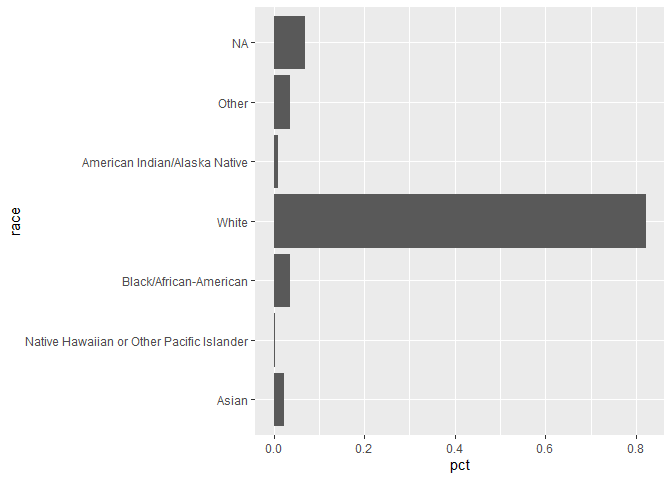 NA
Other
American Indian/Alaska Native
White
Black/African-American
Native Hawaiian or Other Pacific Islander
Asian
race
0.0 0.2 0.4 0.6 0.8
pct